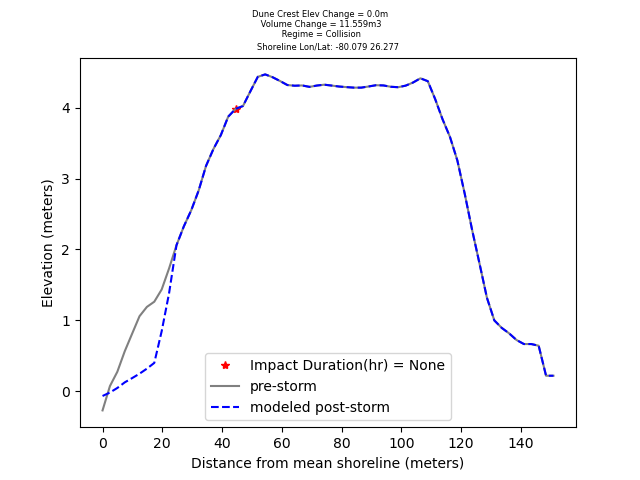 Dune Crest Elev Change = 0.0m
Volume Change = 11.559m3
Regime = Collision
Shoreline Lon/Lat: -80.079 26.277
4
3
2
1
0
Elevation (meters)
Impact Duration(hr) = None
pre-storm
modeled post-storm
0 20 40 60 80 100 120 140
Distance from mean shoreline (meters)